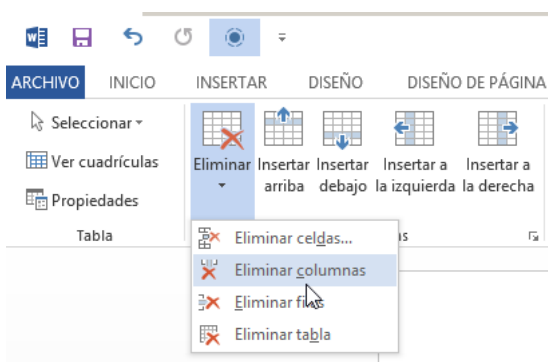 ARCHIVO INICIO INSERTAR DISEÑO DISEÑO DE PÁGINA
Seleccionar
Ver cuadrículas
Propiedades
Tabla
Eliminar
Insertar arriba
Insertar debajo
Insertar a la izquierda
Insertar a la derecha
Eliminar celdas...
Eliminar columnas
Eliminar
Eliminar tabla